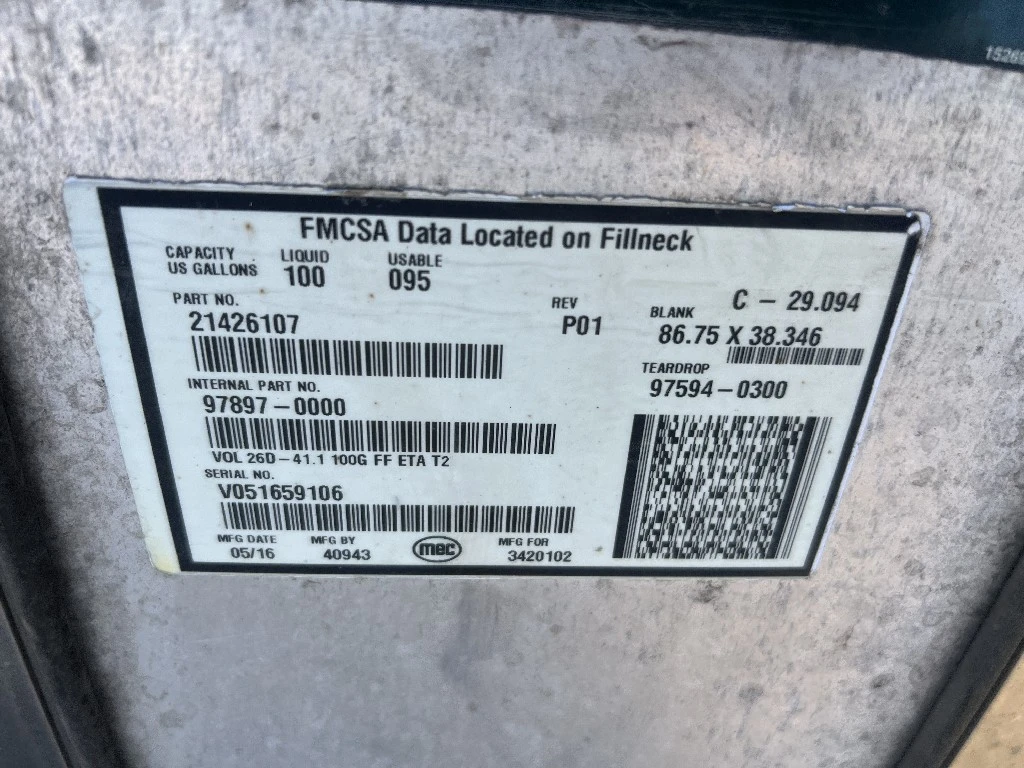 FMCSA Data Located on Fillneck
CAPACITY US GALLONS
LIQUID 100
USABLE 095
PART NO.
21426107
REV
P01
C - 29.094
BLANK
86.75 X 38.346
TEARDROP
97594-0300
INTERNAL PART NO.
97897-0000
VOL 26D-41.1 100G FF ETA T2
SERIAL NO.
V051659106
MFG DATE
05/16
MFG BY
40943
mec
MFG FOR
3420102